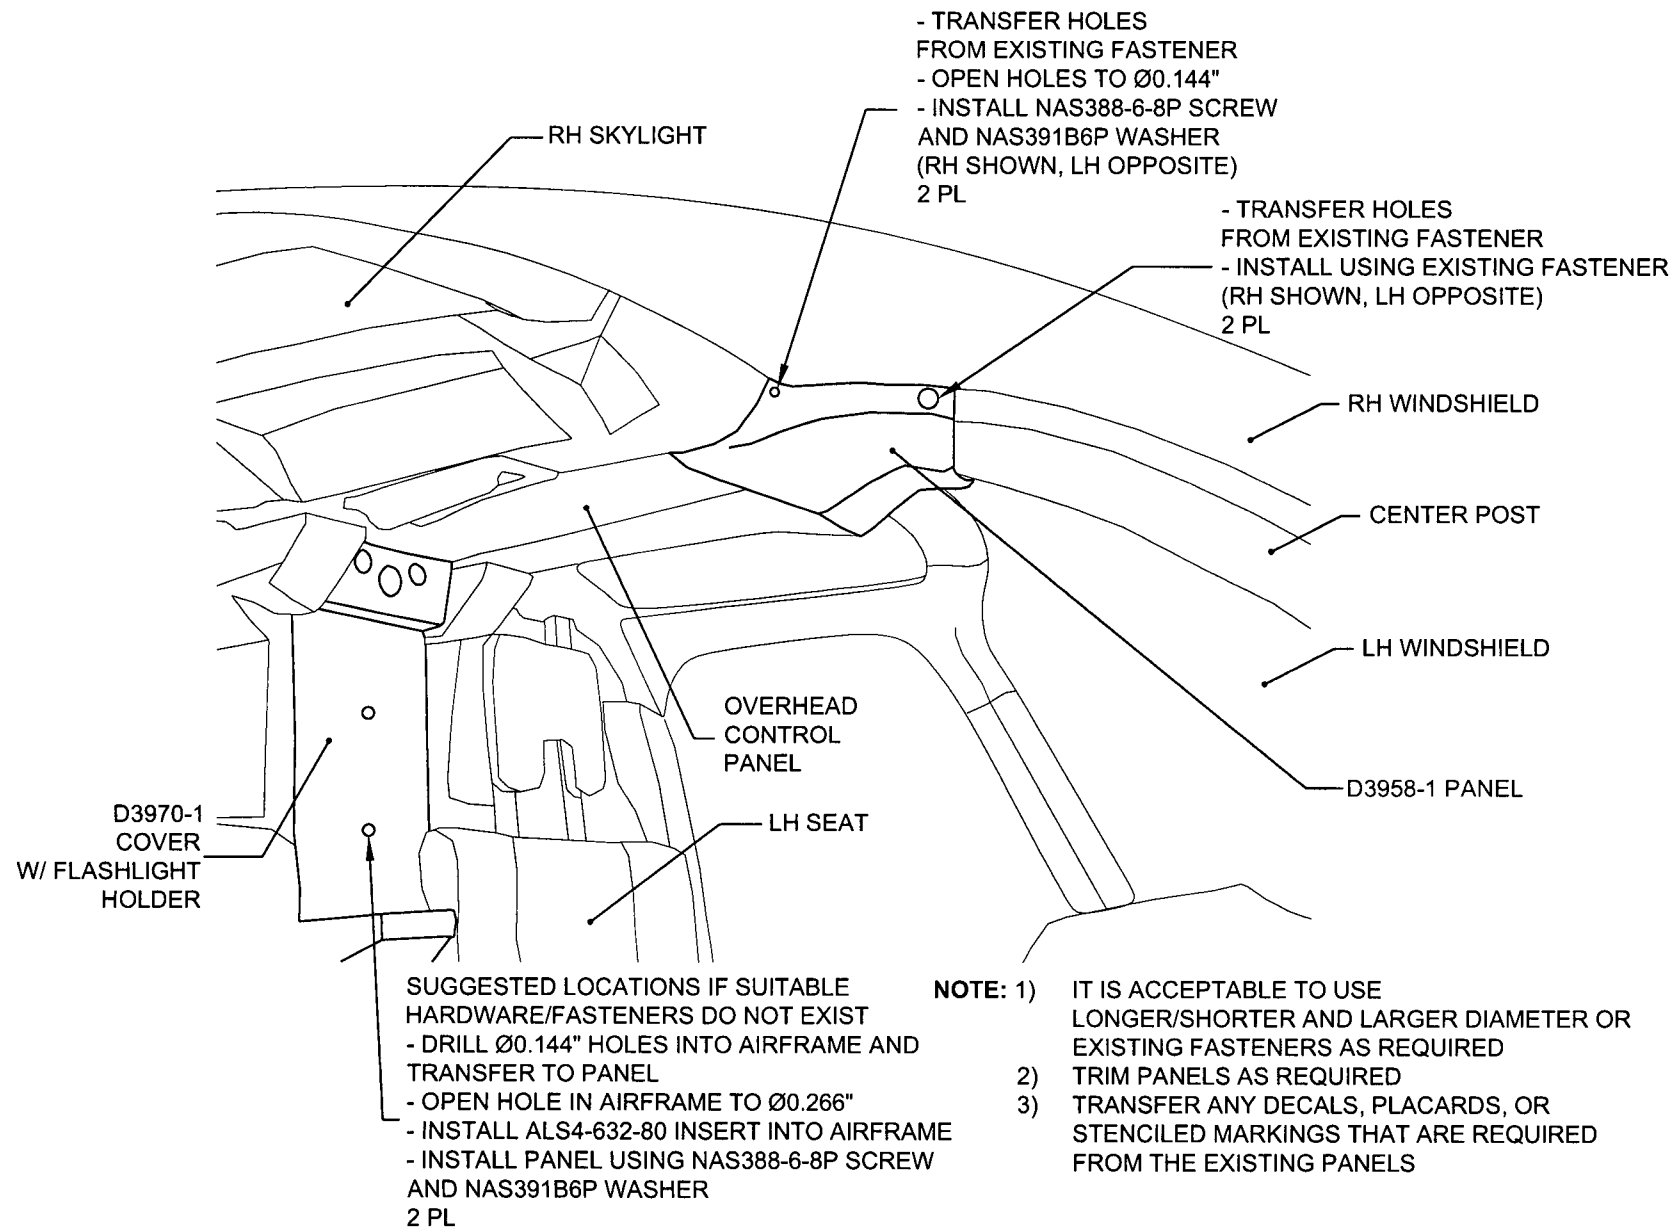 - TRANSFER HOLES
FROM EXISTING FASTENER
- OPEN HOLES TO Ø0.144"
- INSTALL NAS388-6-8P SCREW
AND NAS391B6P WASHER
(RH SHOWN, LH OPPOSITE)
2 PL
RH SKYLIGHT
- TRANSFER HOLES
FROM EXISTING FASTENER
- INSTALL USING EXISTING FASTENER
(RH SHOWN, LH OPPOSITE)
2 PL
RH WINDSHIELD
CENTER POST
LH WINDSHIELD
OVERHEAD
CONTROL
PANEL
D3958-1 PANEL
D3970-1
COVER
W/ FLASHLIGHT
HOLDER
LH SEAT
SUGGESTED LOCATIONS IF SUITABLE
HARDWARE/FASTENERS DO NOT EXIST
- DRILL Ø0.144" HOLES INTO AIRFRAME AND
TRANSFER TO PANEL
- OPEN HOLE IN AIRFRAME TO Ø0.266"
- INSTALL ALS4-632-80 INSERT INTO AIRFRAME
- INSTALL PANEL USING NAS388-6-8P SCREW
AND NAS391B6P WASHER
2 PL
NOTE: 1) IT IS ACCEPTABLE TO USE
LONGER/SHORTER AND LARGER DIAMETER OR
EXISTING FASTENERS AS REQUIRED
2) TRIM PANELS AS REQUIRED
3) TRANSFER ANY DECALS, PLACARDS, OR
STENCILED MARKINGS THAT ARE REQUIRED
FROM THE EXISTING PANELS